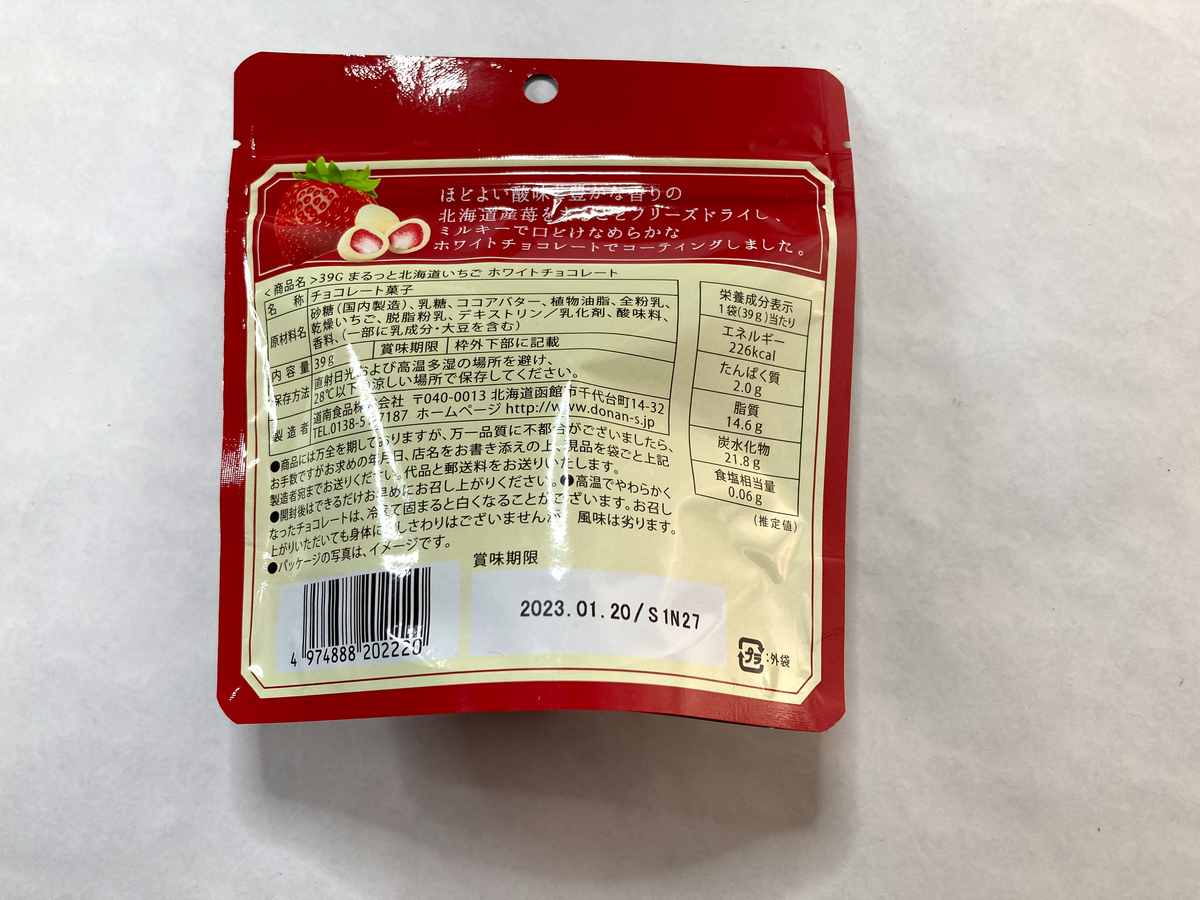 ほどよい酸味と豊かな香りの
北海道産苺をまるごとフリーズドライし、
ミルキーで口どけなめらかな
ホワイトチョコレートでコーティングしました。
<商品名>39G まるっと北海道いちご ホワイトチョコレート
名 称 チョコレート菓子
原材料名 砂糖(国内製造)、乳糖、ココアバター、植物油脂、全粉乳、
乾燥いちご、脱脂粉乳、デキストリン/乳化剤、酸味料、
香料、(一部に乳成分・大豆を含む)
内容量 39g 賞味期限 枠外下部に記載
保存方法 直射日光および高温多湿の場所を避け、
28℃以下の涼しい場所で保存してください。
製造者 道南食品株式会社 〒040-0013 北海道函館市千代台町14-32
TEL.0138-5 7187 ホームページ http://www.donan-s.jp
●商品には万全を期しておりますが、万一品質に不都合がございましたら、
お手数ですがお求めの年月日、店名をお書き添えの上、現品を袋ごと上記
製造者宛までお送りください。代品と郵送料をお送りいたします。
●開封後はできるだけお早めにお召し上がりください。●高温でやわらかく
なったチョコレートは、冷えて固まると白くなることがございます。お召し
上がりいただいても身体にさしさわりはございませんが、風味は劣ります。
●パッケージの写真は、イメージです。
賞味期限
2023.01.20/S1N27
4 974888 202220
プラ :外袋
栄養成分表示
1袋(39g)当たり
エネルギー
226kcal
たんぱく質
2.0g
脂質
14.6g
炭水化物
21.8g
食塩相当量
0.06g
(推定値)